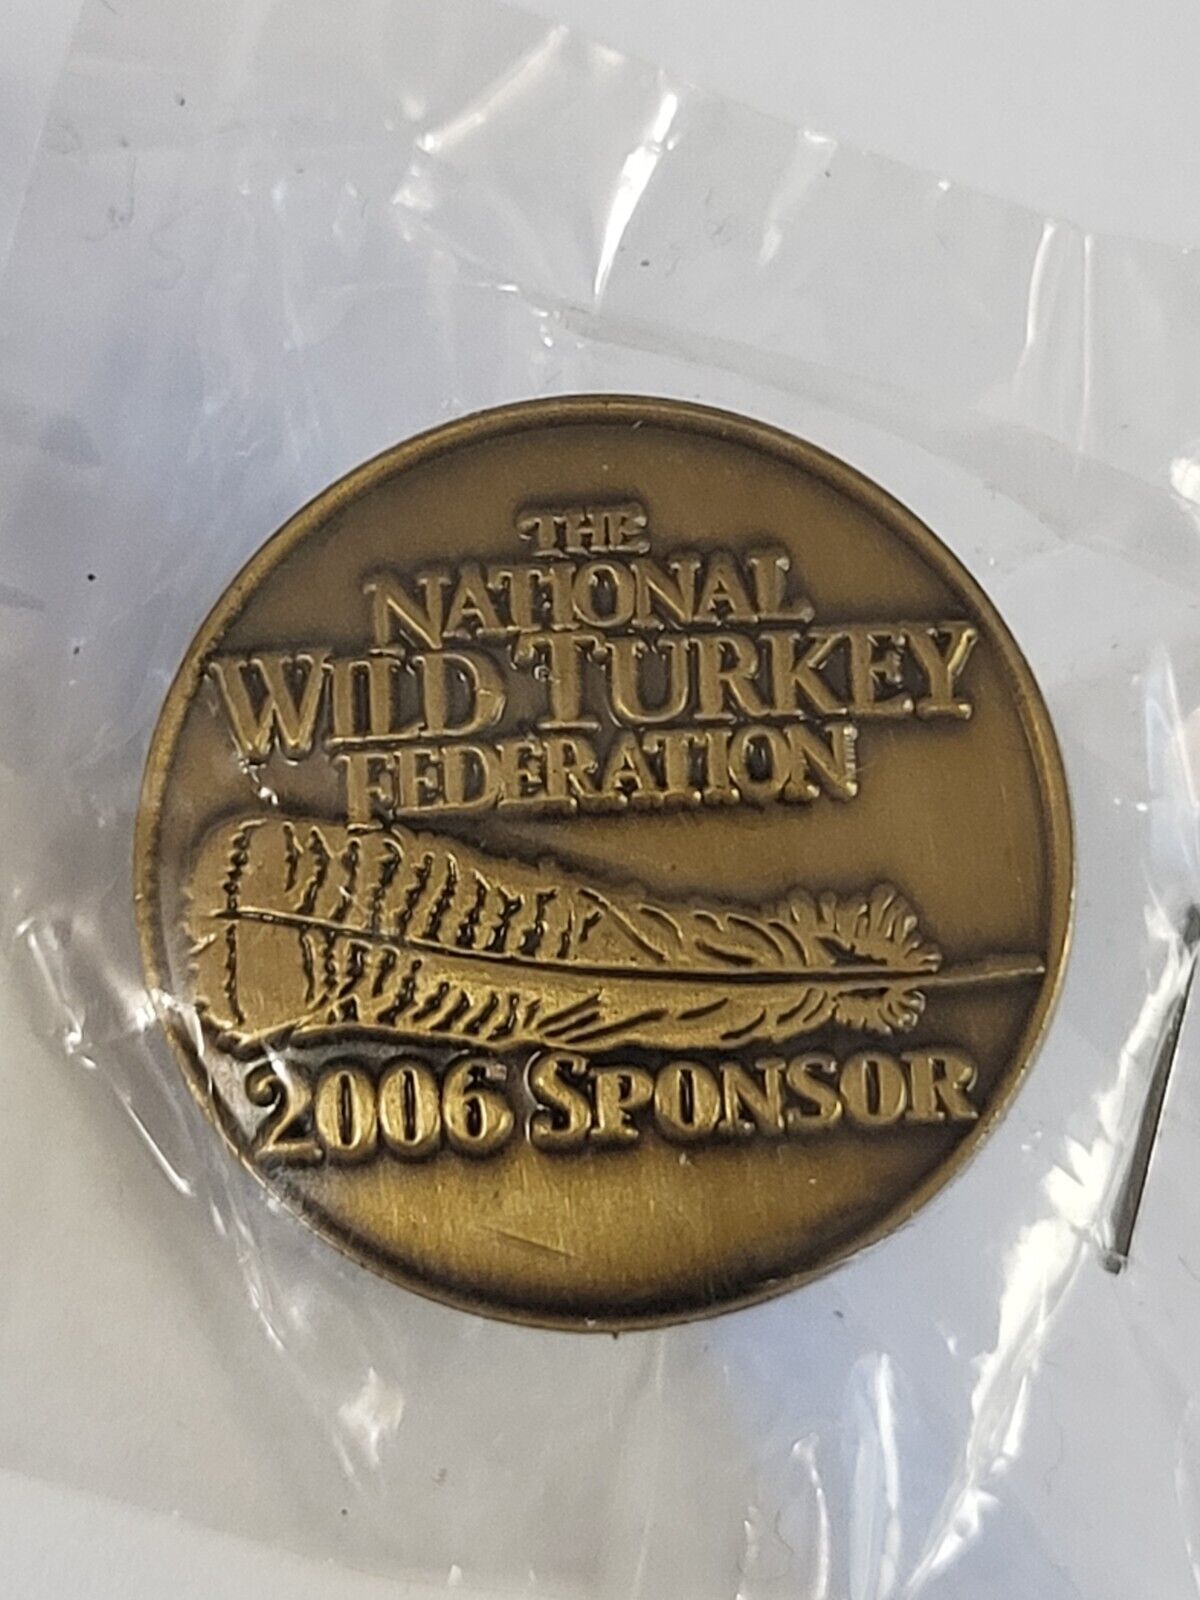 THE
NATIONAL
WILD TURKEY
FEDERATION
2006 SPONSOR